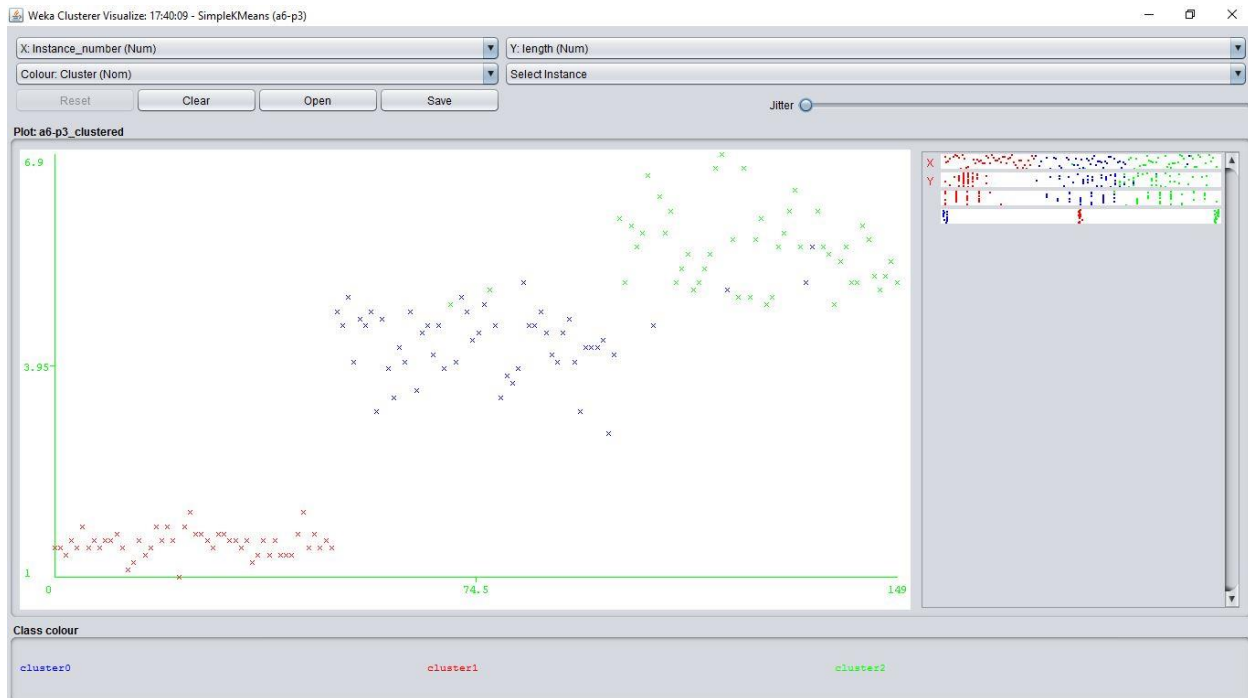 Weka Clusterer Visualize: 17:40:09 - SimpleKMeans (a6-p3)
X: Instance_number (Num) Y: length (Num)
Colour: Cluster (Nom) Select Instance
Reset Clear Open Save Jitter
Plot: a6-p3_clustered
6.9
3.95
1
0 74.5 149
X
Y
Class colour
cluster0 cluster1 cluster2